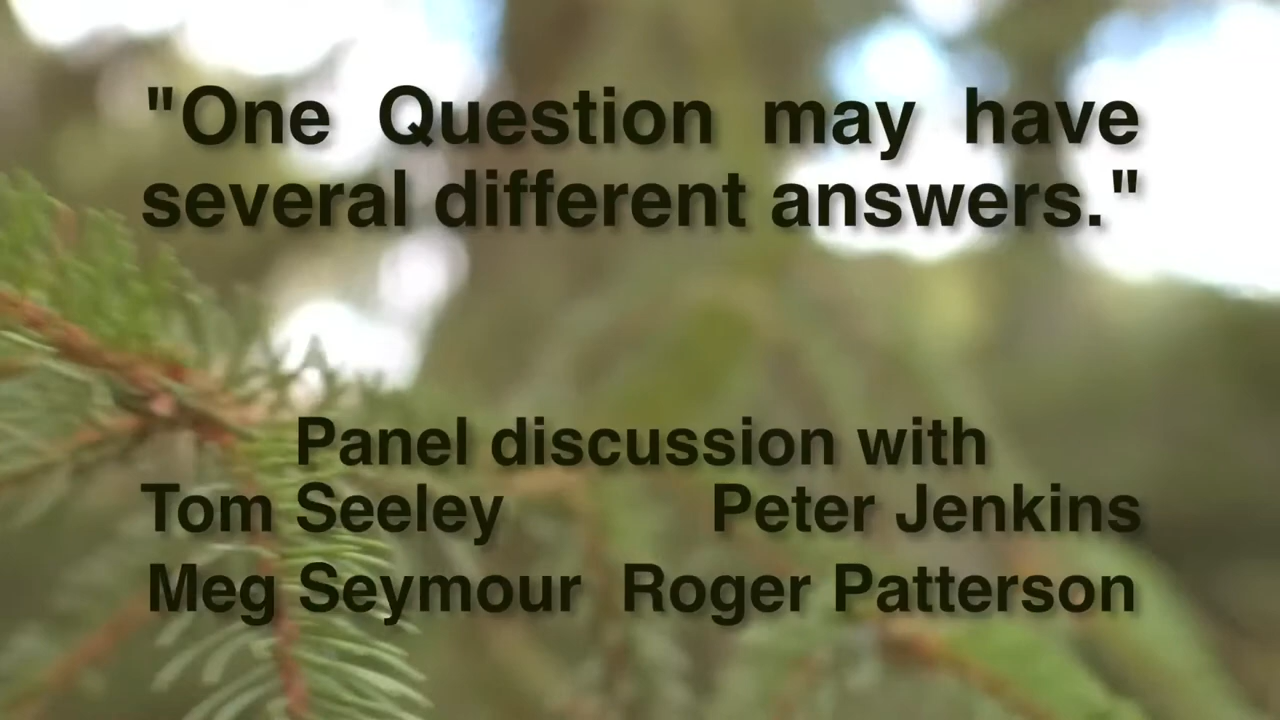 "One Question may have
several different answers."
Panel discussion with
Tom Seeley Peter Jenkins
Meg Seymour Roger Patterson